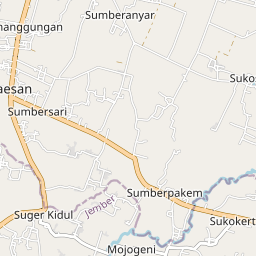 Sumberanyar
nanggungan
Suko
aesan
Sumbersari
Sumberpakem
Jember
Suger Kidul
Sukokert
Mojogeni